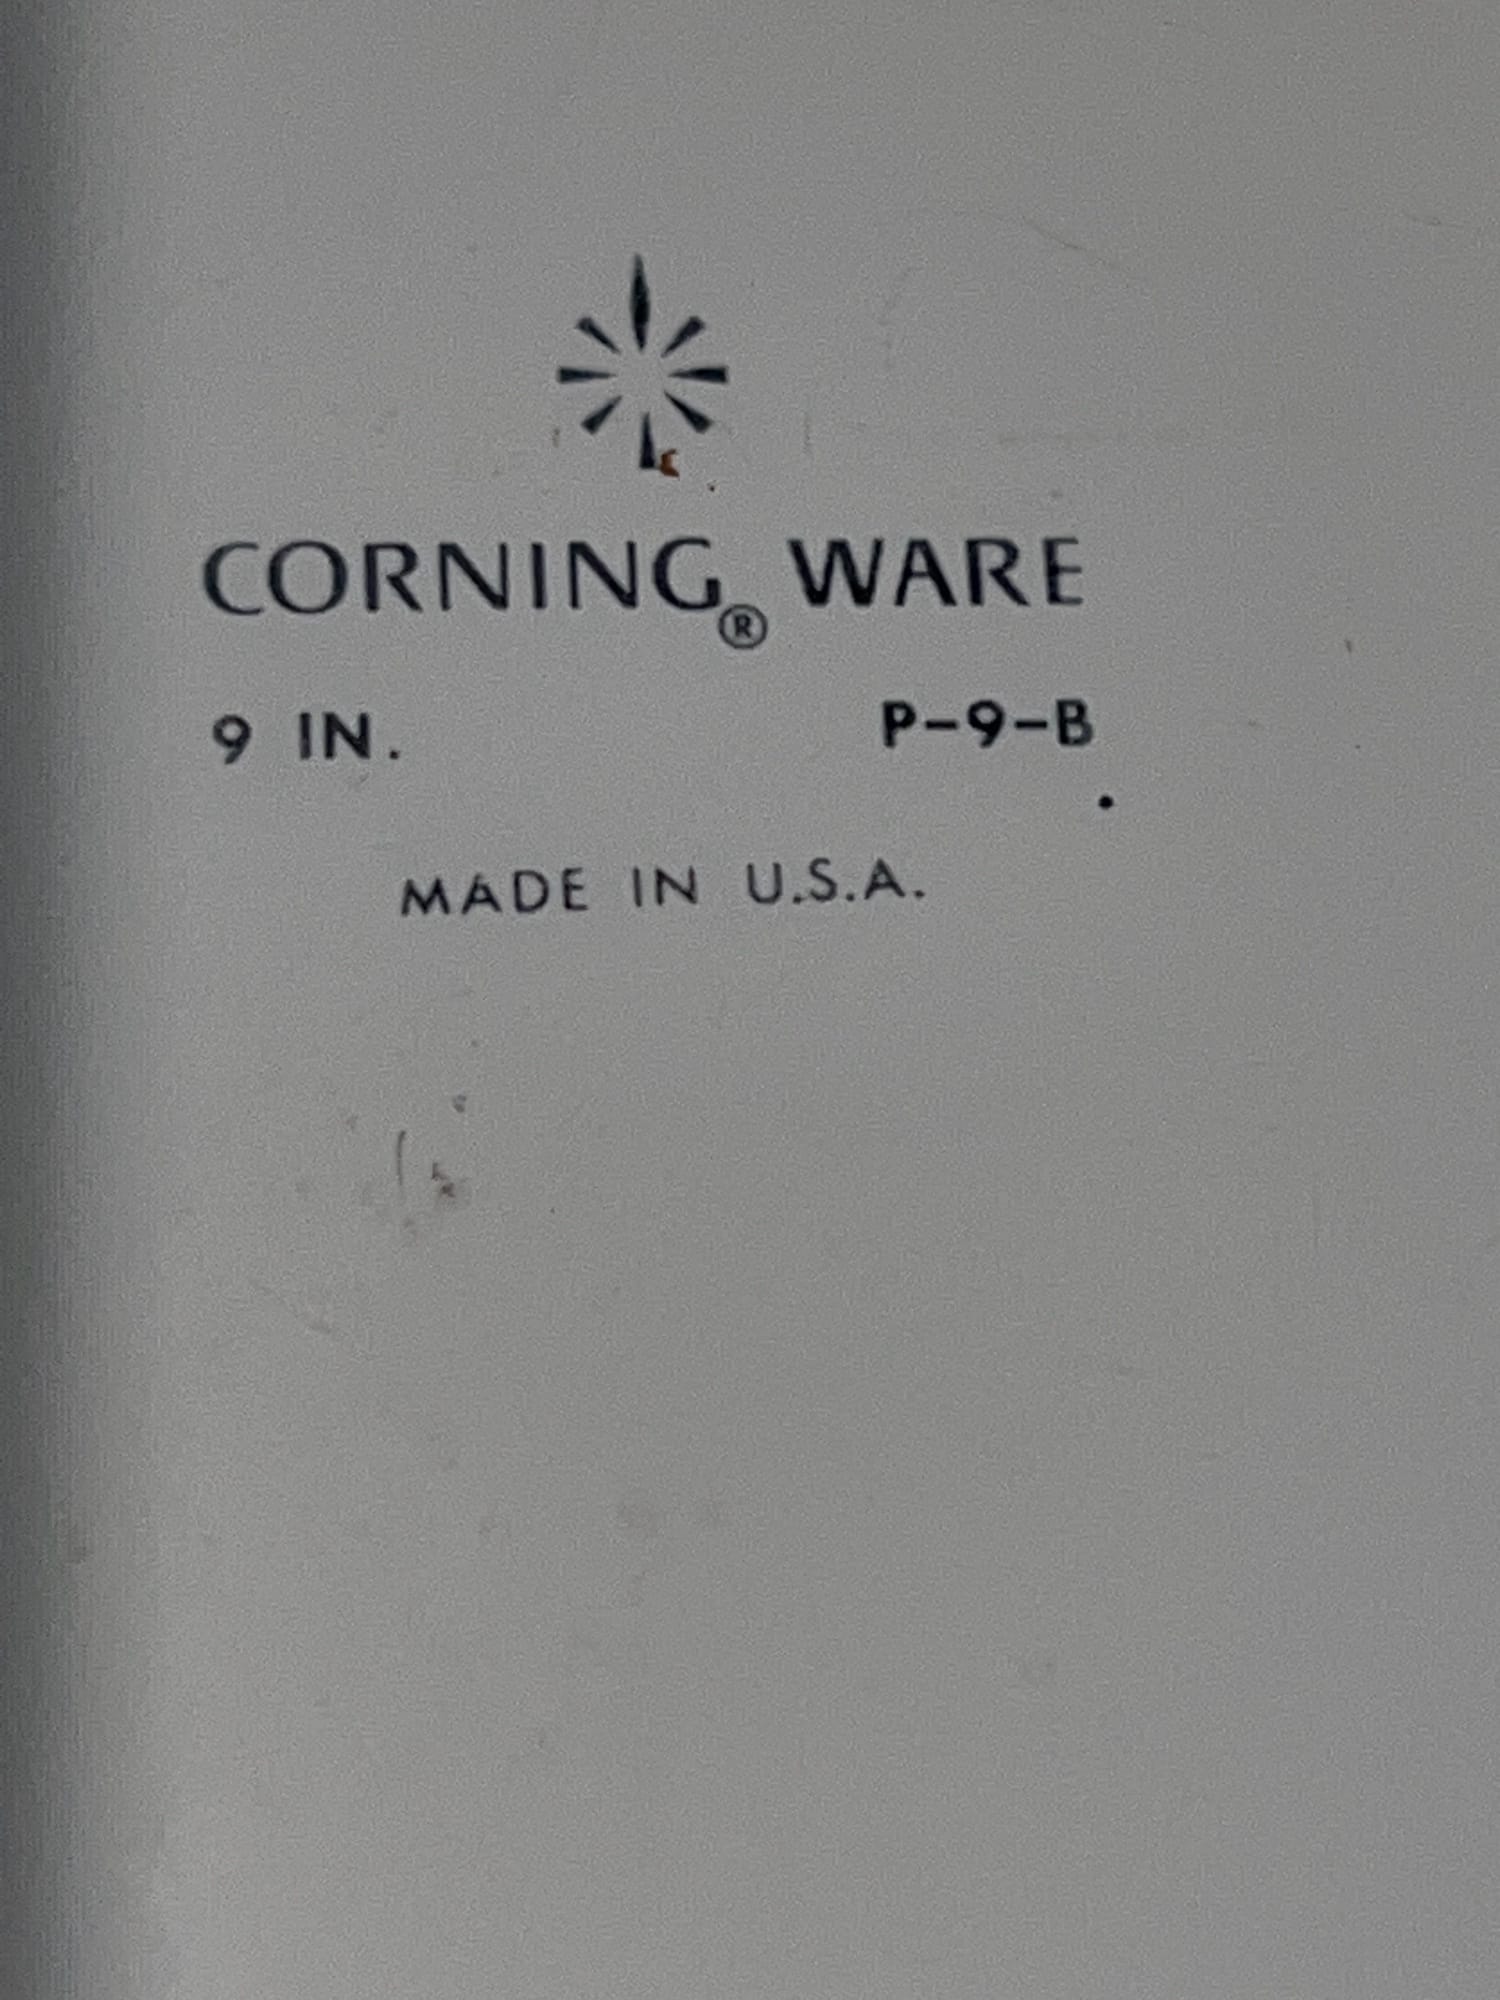 CORNING® WARE
9 IN. P-9-B
MADE IN U.S.A.